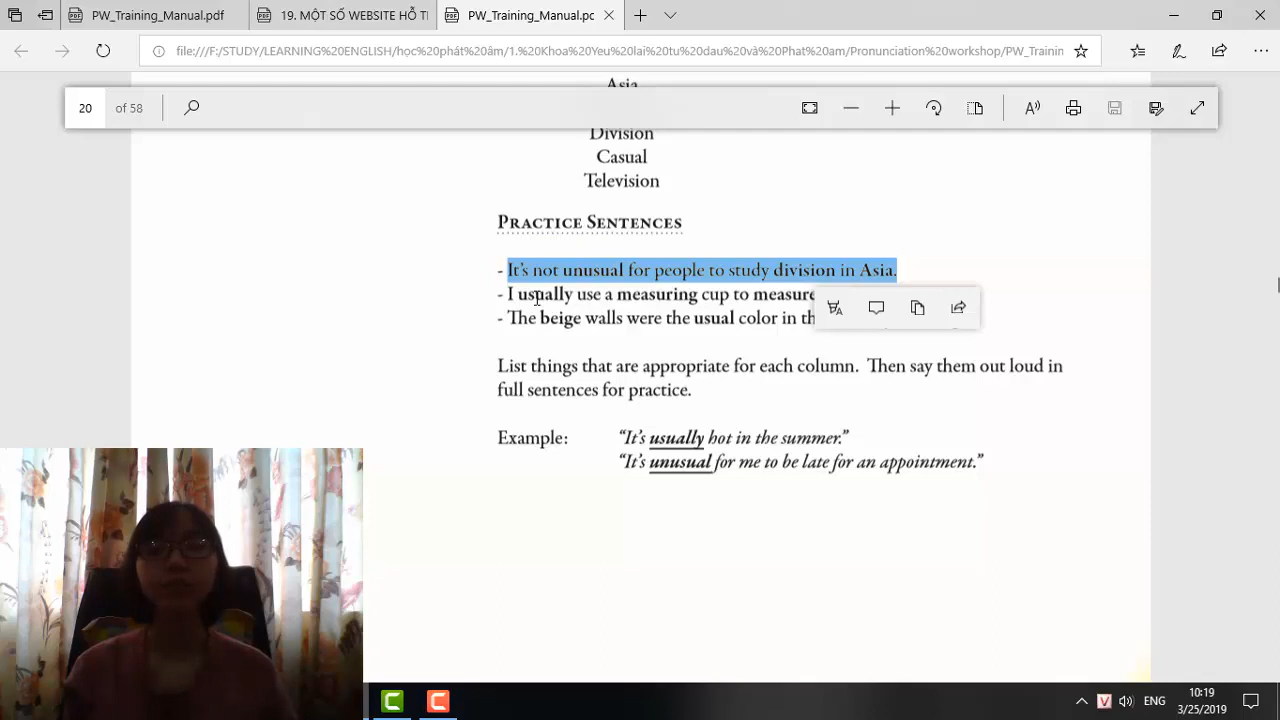 PW_Training_Manual.pdf
19. MỘT SỐ WEBSITE HỖ T
PW_Training_Manual.pc
file:///F:/STUDY/LEARNING%20ENGLISH/học%20phát%20âm/1.%20Khoa%20Yeu%20lai%20tu%20dau%20và%20Phat%20am/Pronunciation%20workshop/PW_Trainin
Asia
20 of 58
Division
Casual
Television
PRACTICE SENTENCES
- It's not unusual for people to study division in Asia.
- I usually use a measuring cup to measure
- The beige walls were the usual color in th
List things that are appropriate for each column. Then say them out loud in
full sentences for practice.
Example: "It's usually hot in the summer."
"It's unusual for me to be late for an appointment."
V ENG
10:19
3/25/2019